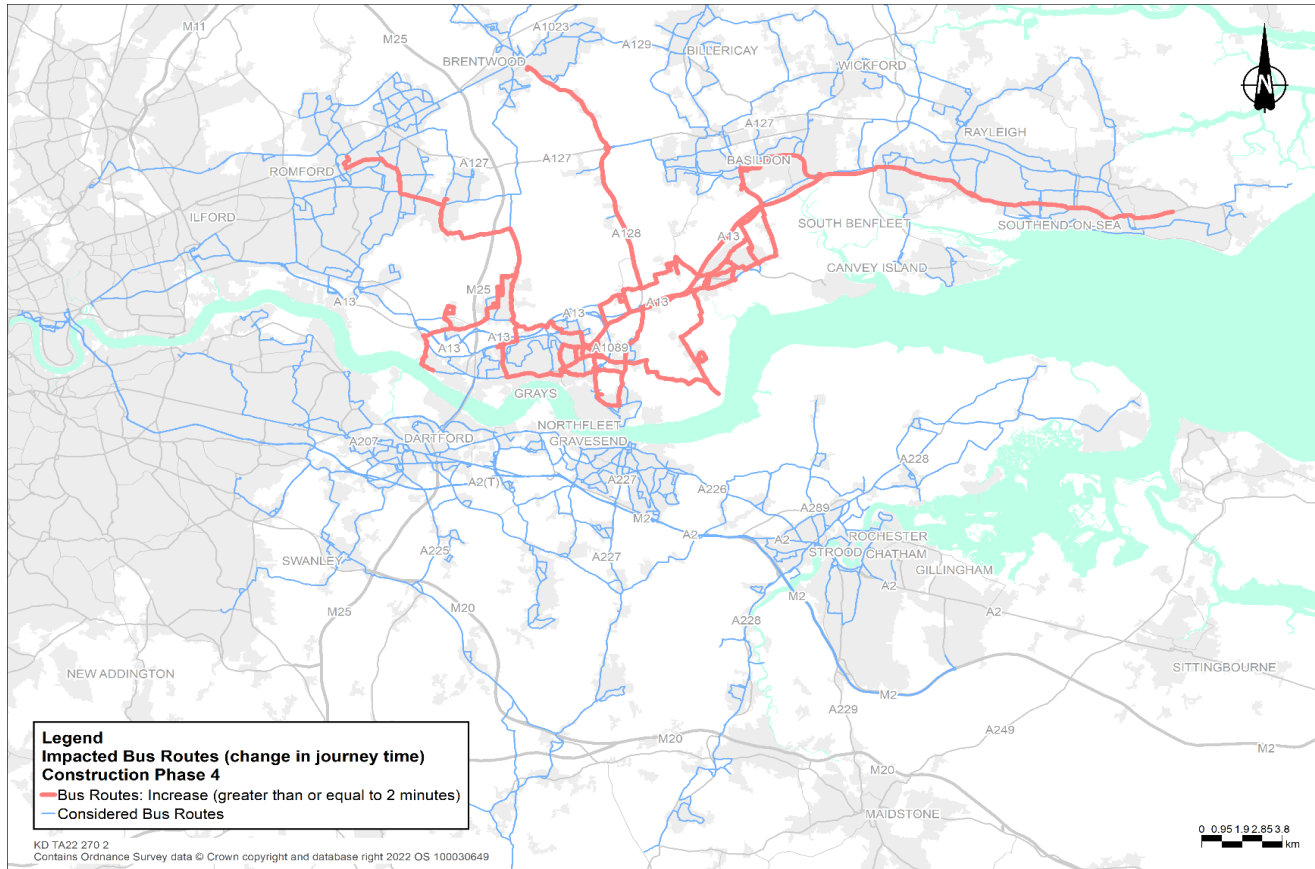 M11
A1023
M25
A129
BILLERICAY
BRENTWOOD
WICKFORD
N
A127
RAYLEIGH
A127
A127
BASILDON
ROMFORD
ILFORD
A128
A13
SOUTH BENFLEET
SOUTHEND-ON-SEA
CANVEY ISLAND
M25
A13
A13
A13
A13
A13
A1089
GRAYS
NORTHFLEET
GRAVESEND
DARTFORD
A207
A228
A227
A2(T)
A226
A289
M2
A2
ROCHESTER
STROOD
CHATHAM
A225
A227
SWANLEY
GILLINGHAM
A2
M2
A2
M25
M20
A228
SITTINGBOURNE
NEW ADDINGTON
M2
A229
A249
M20
M2
M20
MAIDSTONE
Legend
Impacted Bus Routes (change in journey time)
Construction Phase 4
Bus Routes: Increase (greater than or equal to 2 minutes)
Considered Bus Routes
0 0.95 1.9 2.85 3.8
km
KD TA22 270 2
Contains Ordnance Survey data © Crown copyright and database right 2022 OS 100030649